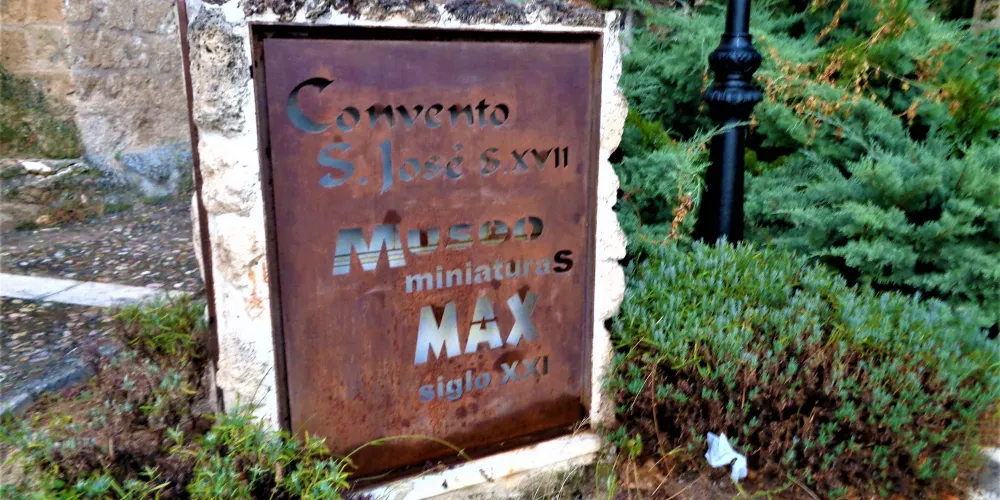 Convento
S. José S.XVII
Museo
miniaturas
MAX
siglo XXI